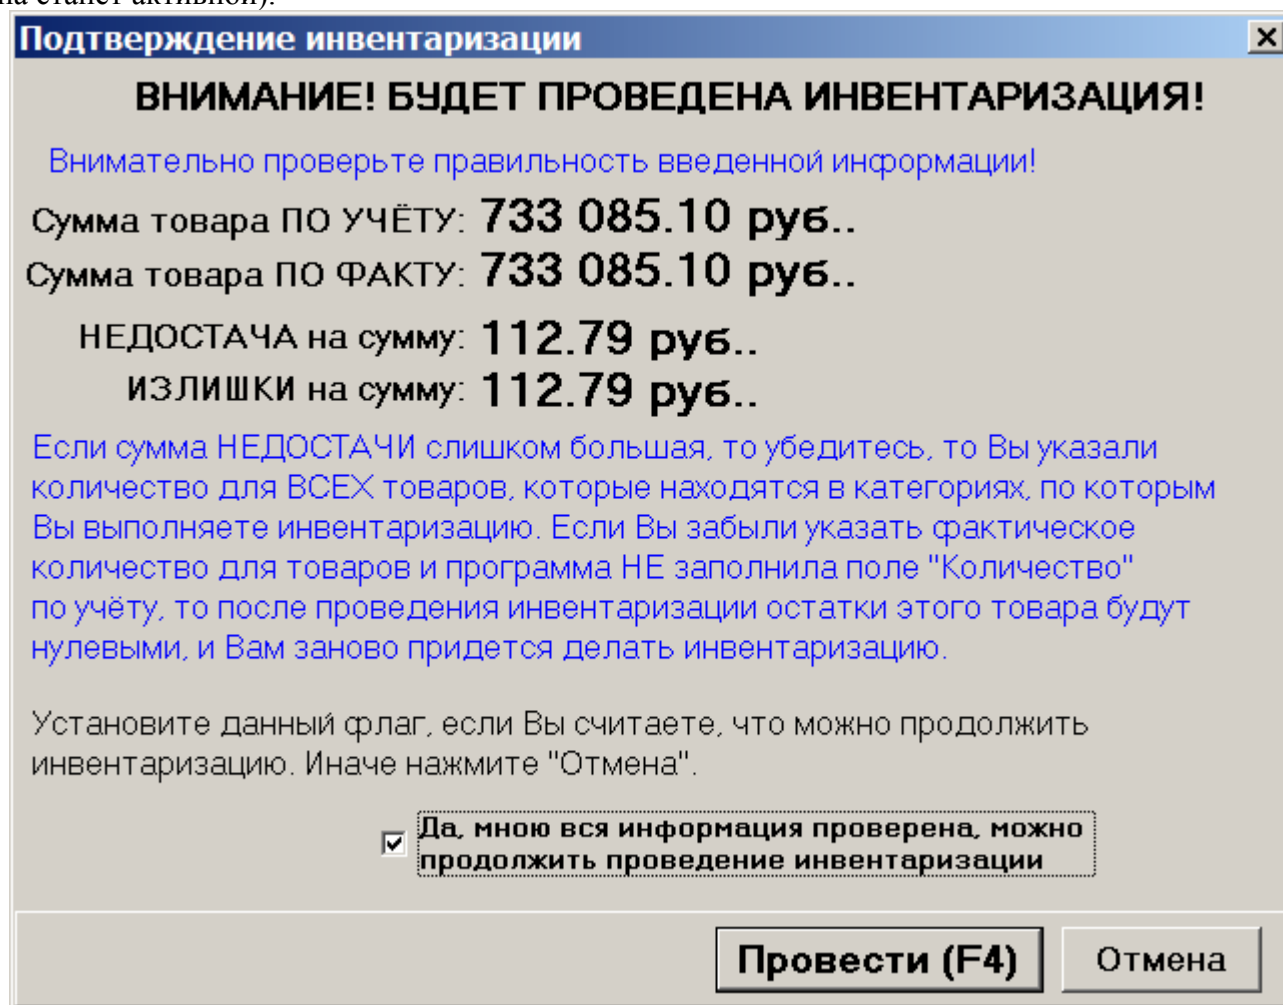 на станет активной).
Подтверждение инвентаризации
ВНИМАНИЕ! БУДЕТ ПРОВЕДЕНА ИНВЕНТАРИЗАЦИЯ!
Внимательно проверьте правильность введенной информации!
Сумма товара ПО УЧЁТУ: 733 085.10 руб..
Сумма товара ПО ФАКТУ: 733 085.10 руб..
НЕДОСТАЧА на сумму: 112.79 руб..
ИЗЛИШКИ на сумму: 112.79 руб..
Если сумма НЕДОСТАЧИ слишком большая, то убедитесь, то Вы указали
количество для ВСЕХ товаров, которые находятся в категориях, по которым
Вы выполняете инвентаризацию. Если Вы забыли указать фактическое
количество для товаров и программа НЕ заполнила поле "Количество"
по учёту, то после проведения инвентаризации остатки этого товара будут
нулевыми, и Вам заново придется делать инвентаризацию.
Установите данный флаг, если Вы считаете, что можно продолжить
инвентаризацию. Иначе нажмите "Отмена".
Да, мною вся информация проверена, можно
продолжить проведение инвентаризации
Провести (F4)
Отмена